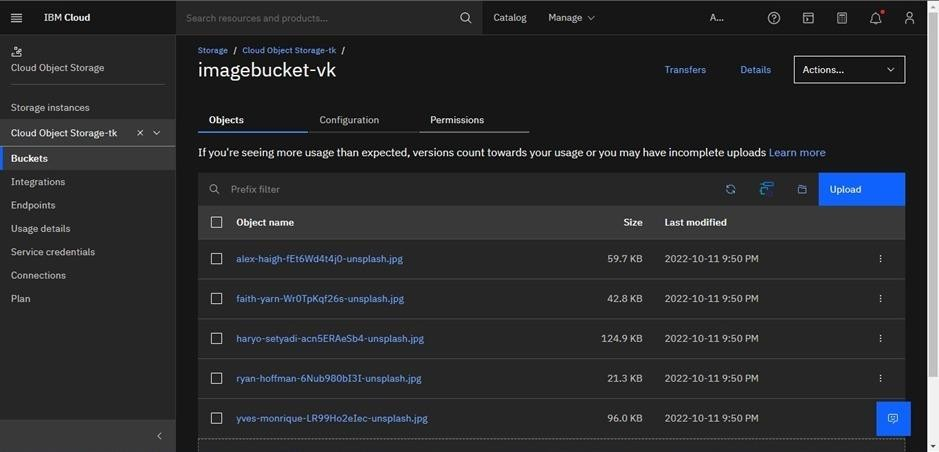 IBM Cloud
Search resources and products...
Catalog
Manage
A...
Cloud Object Storage
Storage instances
Cloud Object Storage-tk
Buckets
Integrations
Endpoints
Usage details
Service credentials
Connections
Plan
Storage / Cloud Object Storage-tk /
imagebucket-vk
Transfers
Details
Actions...
Objects
Configuration
Permissions
If you're seeing more usage than expected, versions count towards your usage or you may have incomplete uploads Learn more
Prefix filter
Upload
Object name Size Last modified
alex-haigh-fEt6Wd4t4j0-unsplash.jpg 59.7 KB 2022-10-11 9:50 PM
faith-yarn-Wr0TpKqf26s-unsplash.jpg 42.8 KB 2022-10-11 9:50 PM
haryo-setyadi-acn5ERAeSb4-unsplash.jpg 124.9 KB 2022-10-11 9:50 PM
ryan-hoffman-6Nub980bI3I-unsplash.jpg 21.3 KB 2022-10-11 9:50 PM
yves-monrique-LR99Ho2eIec-unsplash.jpg 96.0 KB 2022-10-11 9:50 PM